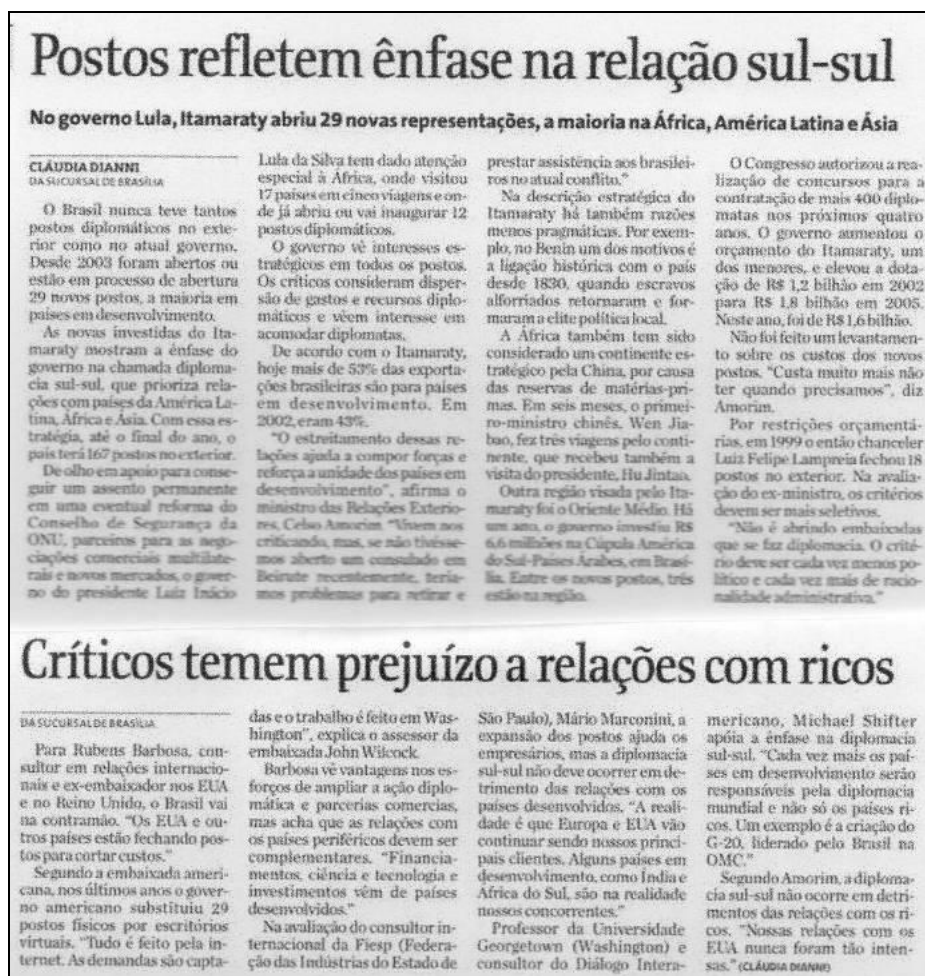 Postos refletem ênfase na relação sul-sul
No governo Lula, Itamaraty abriu 29 novas representações, a maioria na África, América Latina e Ásia
CLÁUDIA DIANNI
DA SUCURSAL DE BRASÍLIA
O Brasil nunca teve tantos
postos diplomáticos no exte-
rior como no atual governo.
Desde 2003 foram abertos ou
estão em processo de abertura
29 novos postos, a maioria em
países em desenvolvimento.
As novas investidas do Ita-
maraty mostram a ênfase do
governo na chamada diploma-
cia sul-sul, que prioriza rela-
ções com países da América La-
tina, África e Ásia. Com essa es-
tratégia, até o final do ano, o
país terá 167 postos no exterior.
De olho em apoio para conse-
guir um assento permanente
em uma eventual reforma do
Conselho de Segurança da
ONU, parceiros para as nego-
ciações comerciais multilate-
rais e novos mercados, o gover-
no do presidente Luiz Inácio
Lula da Silva tem dado atenção
especial à África, onde visitou
17 países em cinco viagens e on-
de já abriu ou vai inaugurar 12
postos diplomáticos.
O governo vê interesses es-
tratégicos em todos os postos.
Os críticos consideram disper-
são de gastos e recursos diplo-
máticos e vêem interesse em
acomodar diplomatas.
De acordo com o Itamaraty,
hoje mais de 53% das exporta-
ções brasileiras são para países
em desenvolvimento. Em
2002, eram 43%.
"O estreitamento dessas re-
lações ajuda a compor forças e
reforça a unidade dos países em
desenvolvimento", afirma o
ministro das Relações Exterio-
res, Celso Amorim. "Vivem nos
criticando, mas, se não tivésse-
mos aberto um consulado em
Beirute recentemente, tería-
mos problemas para retirar e
prestar assistência aos brasilei-
ros no atual conflito."
Na descrição estratégica do
Itamaraty há também razões
menos pragmáticas. Por exem-
plo, no Benin um dos motivos é
a ligação histórica com o país
desde 1830, quando escravos
alforriados retornaram e for-
maram a elite política local.
A África também tem sido
considerado um continente es-
tratégico pela China, por causa
das reservas de matérias-pri-
mas. Em seis meses, o primei-
ro-ministro chinês, Wen Jia-
bao, fez três viagens pelo conti-
nente, que recebeu também a
visita do presidente, Hu Jintao.
Outra região visada pelo Ita-
maraty foi o Oriente Médio. Há
um ano, o governo investiu R$
6,6 milhões na Cúpula América
do Sul-Países Árabes, em Brasí-
lia. Entre os novos postos, três
estão na região.
O Congresso autorizou a rea-
lização de concursos para a
contratação de mais 400 diplo-
matas nos próximos quatro
anos. O governo aumentou o
orçamento do Itamaraty, um
dos menores, e elevou a dota-
ção de R$ 1,2 bilhão em 2002
para R$ 1,8 bilhão em 2005.
Neste ano, foi de R$ 1,6 bilhão.
Não foi feito um levantamen-
to sobre os custos dos novos
postos. "Custa muito mais não
ter quando precisamos", diz
Amorim.
Por restrições orçamentá-
rias, em 1999 o então chanceler
Luiz Felipe Lampreia fechou 18
postos no exterior. Na avalia-
ção do ex-ministro, os critérios
devem ser mais seletivos.
"Não é abrindo embaixadas
que se faz diplomacia. O crité-
rio deve ser cada vez menos po-
lítico e cada vez mais de racio-
nalidade administrativa."
Críticos temem prejuízo a relações com ricos
DA SUCURSAL DE BRASÍLIA
Para Rubens Barbosa, con-
sultor em relações internacio-
nais e ex-embaixador nos EUA
e no Reino Unido, o Brasil vai
na contramão. "Os EUA e ou-
tros países estão fechando pos-
tos para cortar custos."
Segundo a embaixada ameri-
cana, nos últimos anos o gover-
no americano substituiu 29
postos físicos por escritórios
virtuais. "Tudo é feito pela in-
ternet. As demandas são capta-
das e o trabalho é feito em Was-
hington", explica o assessor da
embaixada John Wilcock.
Barbosa vê vantagens nos es-
forços de ampliar a ação diplo-
mática e parcerias comercias,
mas acha que as relações com
os países periféricos devem ser
complementares. "Financia-
mentos, ciência e tecnologia e
investimentos vêm de países
desenvolvidos."
Na avaliação do consultor in-
ternacional da Fiesp (Federa-
ção das Indústrias do Estado de
São Paulo), Mário Marconini, a
expansão dos postos ajuda os
empresários, mas a diplomacia
sul-sul não deve ocorrer em de-
trimento das relações com os
países desenvolvidos. "A reali-
dade é que Europa e EUA vão
continuar sendo nossos princi-
pais clientes. Alguns países em
desenvolvimento, como Índia e
África do Sul, são na realidade
nossos concorrentes."
Professor da Universidade
Georgetown (Washington) e
consultor do Diálogo Intera-
mericano, Michael Shifter
apóia a ênfase na diplomacia
sul-sul. "Cada vez mais os paí-
ses em desenvolvimento serão
responsáveis pela diplomacia
mundial e não só os países ri-
cos. Um exemplo é a criação do
G-20, liderado pelo Brasil na
OMC."
Segundo Amorim, a diploma-
cia sul-sul não ocorre em detri-
mentos das relações com os ri-
cos. "Nossas relações com os
EUA nunca foram tão inten-
sas." (CLÁUDIA DIANNI)